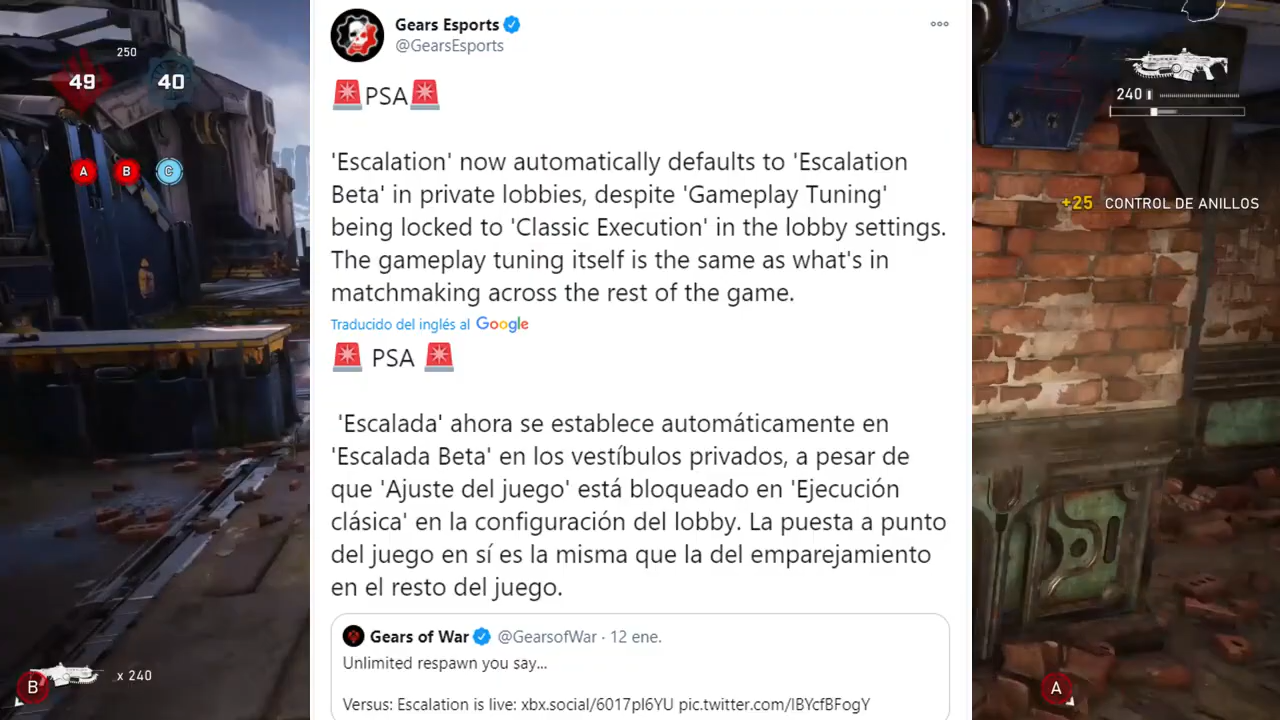 Gears Esports
@GearsEsports
250
49
40
A
B
C
🚨PSA🚨
'Escalation' now automatically defaults to 'Escalation
Beta' in private lobbies, despite 'Gameplay Tuning'
being locked to 'Classic Execution' in the lobby settings.
The gameplay tuning itself is the same as what's in
matchmaking across the rest of the game.
Traducido del inglés al Google
🚨 PSA 🚨
'Escalada' ahora se establece automáticamente en
'Escalada Beta' en los vestíbulos privados, a pesar de
que 'Ajuste del juego' está bloqueado en 'Ejecución
clásica' en la configuración del lobby. La puesta a punto
del juego en sí es la misma que la del emparejamiento
en el resto del juego.
Gears of War @GearsofWar · 12 ene.
Unlimited respawn you say...
Versus: Escalation is live: xbx.social/6017pI6YU pic.twitter.com/IBYcfBFogY
240
+25 CONTROL DE ANILLOS
x 240
B
A